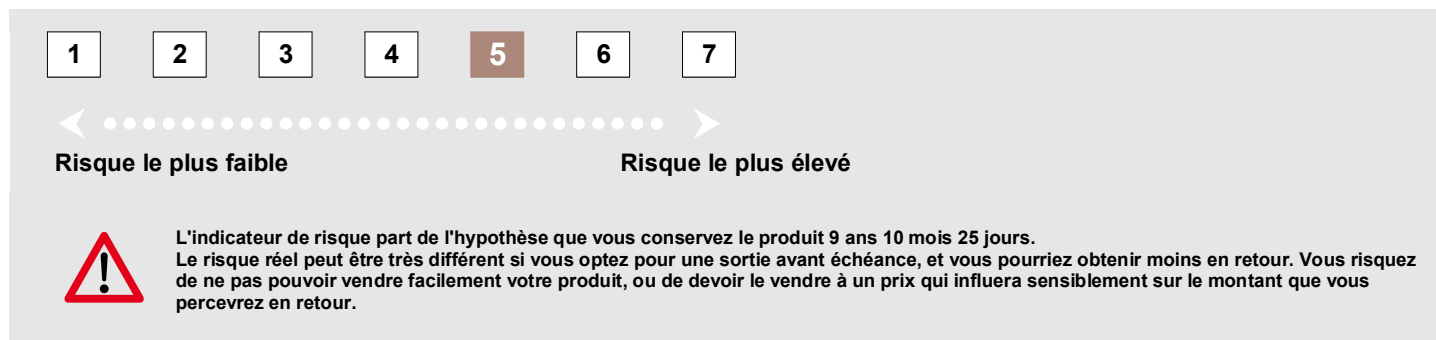 1 2 3 4 5 6 7
Risque le plus faible Risque le plus élevé
L'indicateur de risque part de l'hypothèse que vous conservez le produit 9 ans 10 mois 25 jours.
Le risque réel peut être très différent si vous optez pour une sortie avant échéance, et vous pourriez obtenir moins en retour. Vous risquez
de ne pas pouvoir vendre facilement votre produit, ou de devoir le vendre à un prix qui influera sensiblement sur le montant que vous
percevrez en retour.